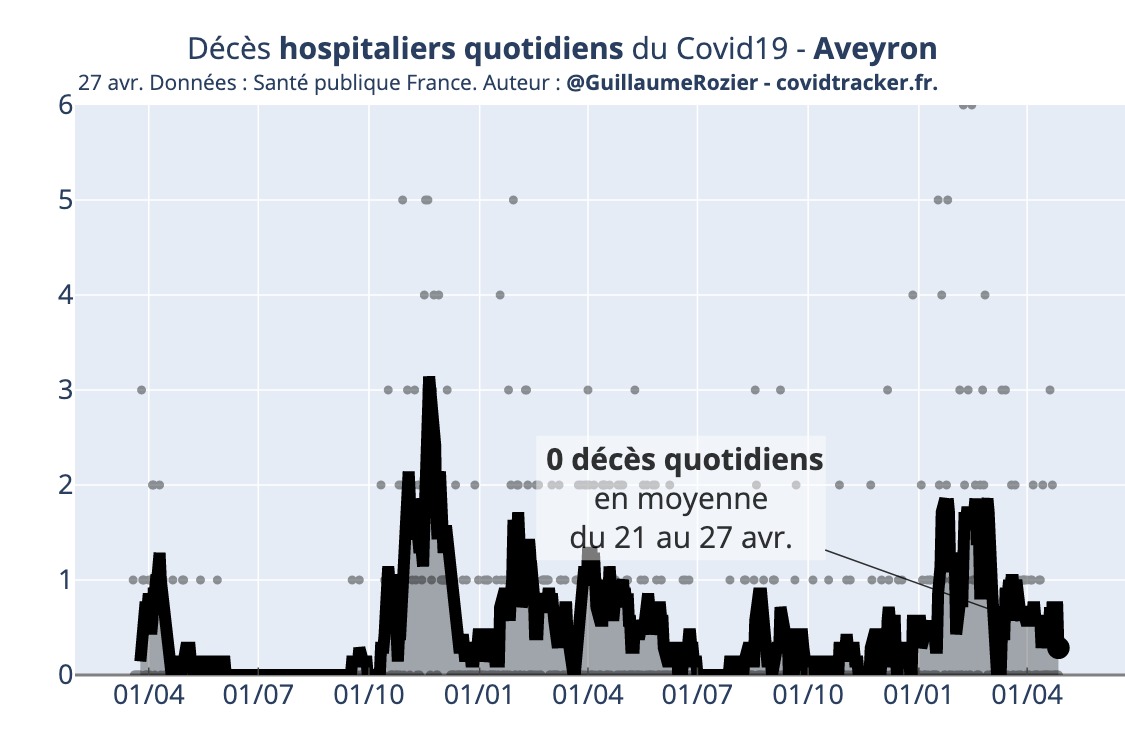 Décès hospitaliers quotidiens du Covid19 - Aveyron
27 avr. Données : Santé publique France. Auteur : @GuillaumeRozier - covidtracker.fr.
6
5
4
3
2
1
0
0 décès quotidiens
en moyenne
du 21 au 27 avr.
01/04 01/07 01/10 01/01 01/04 01/07 01/10 01/01 01/04